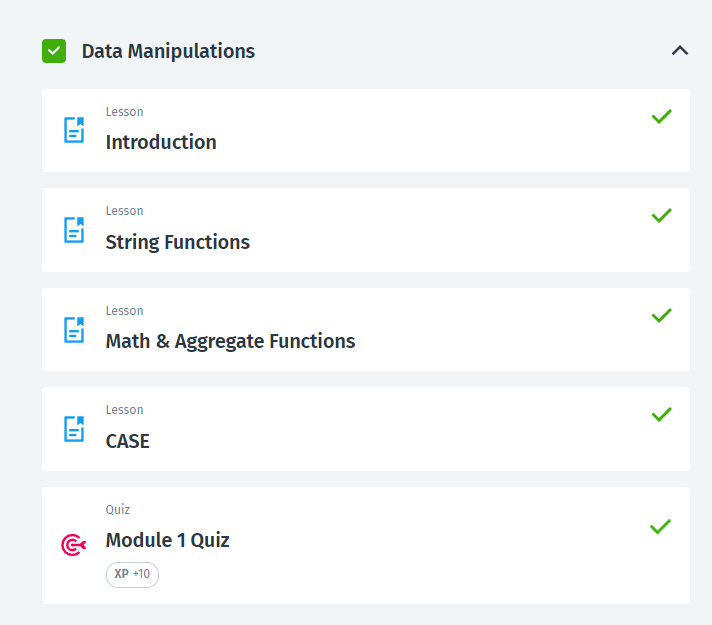 Data Manipulations
Lesson
Introduction
Lesson
String Functions
Lesson
Math & Aggregate Functions
Lesson
CASE
Quiz
Module 1 Quiz
XP +10